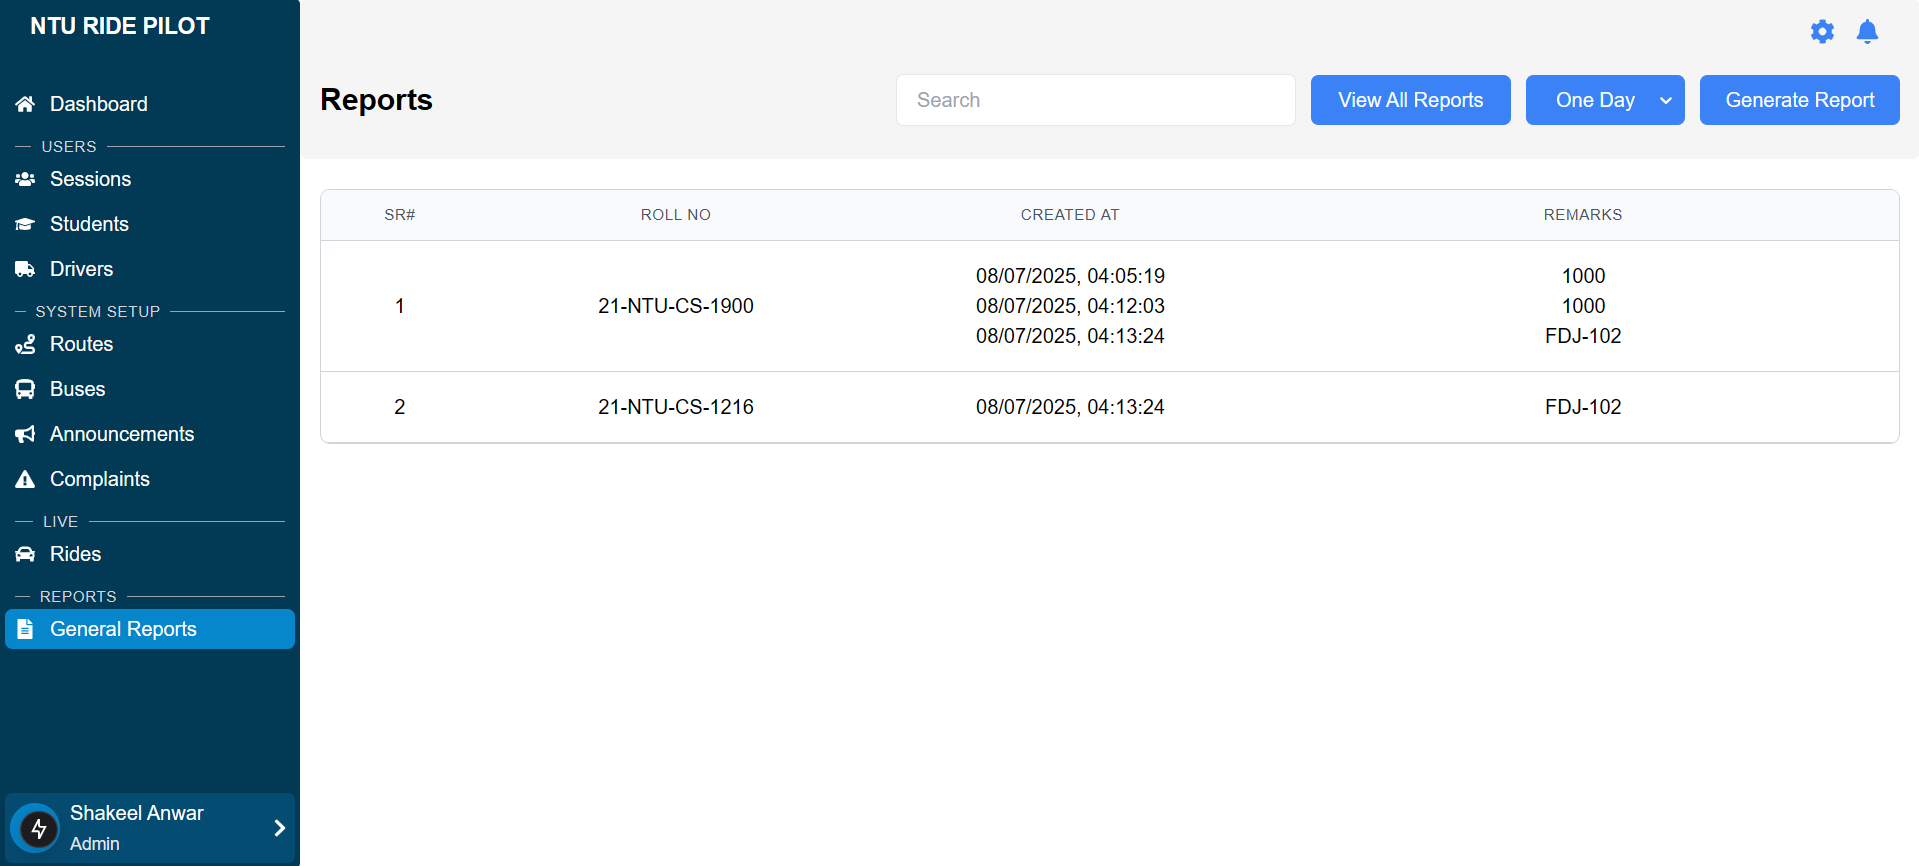 NTU RIDE PILOT
Dashboard
USERS
Sessions
Students
Drivers
SYSTEM SETUP
Routes
Buses
Announcements
Complaints
LIVE
Rides
REPORTS
General Reports
Shakeel Anwar
Admin
Reports
Search
View All Reports
One Day
Generate Report
SR# ROLL NO CREATED AT REMARKS
08/07/2025, 04:05:19 1000
1 21-NTU-CS-1900 08/07/2025, 04:12:03 1000
08/07/2025, 04:13:24 FDJ-102
2 21-NTU-CS-1216 08/07/2025, 04:13:24 FDJ-102